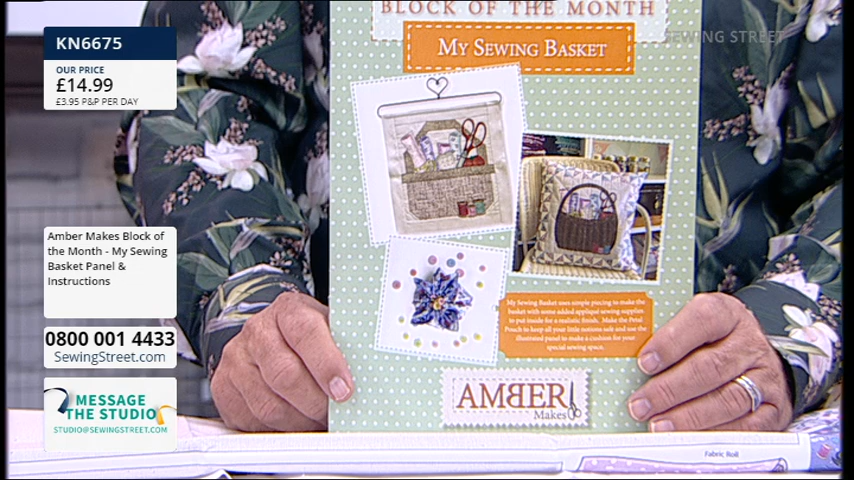 KN6675
OUR PRICE
£14.99
£3.95 P&P PER DAY
Amber Makes Block of
the Month - My Sewing
Basket Panel &
Instructions
0800 001 4433
SewingStreet.com
MESSAGE
THE STUDIO
STUDIO@SEWINGSTREET.COM
SEWING STREET
BLOCK OF THE MONTH
MY SEWING BASKET
My Sewing Basket uses simple piecing to make the
basket with some added appliqué sewing supplies
to put inside for a realistic finish. Make the Petal
Pouch to keep all your little notions safe and use the
illustrated panel to make a cushion for your
special sewing space.
AMBER
Makes
Fabric Roll